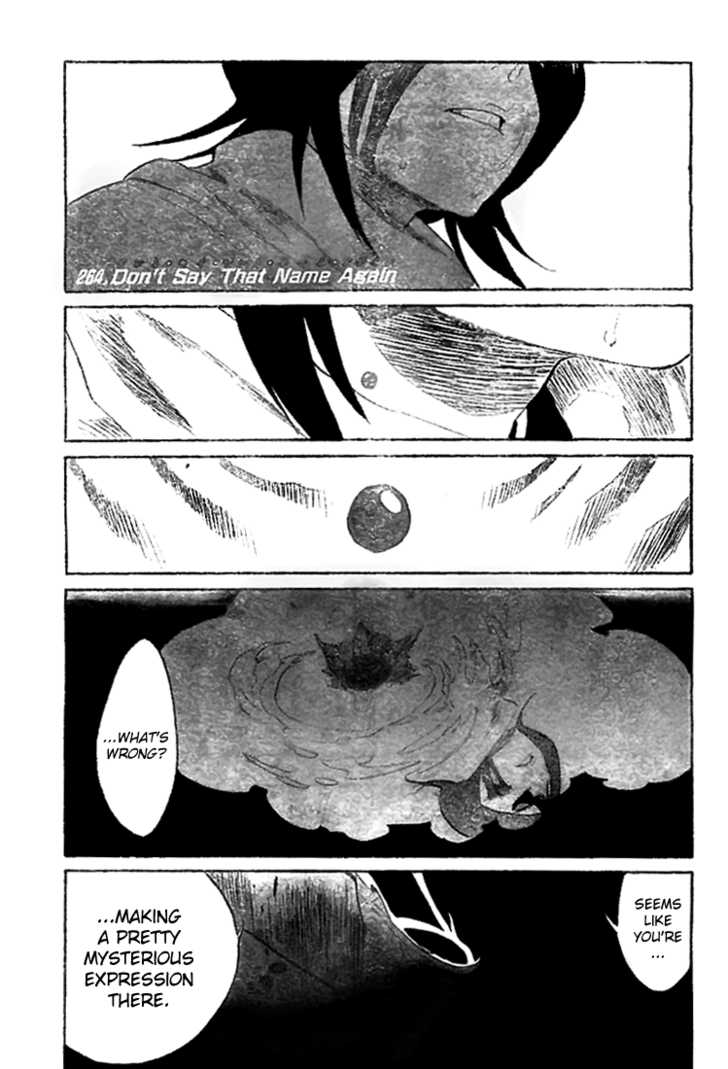 264. Don't Say That Name Again
...WHAT'S
WRONG?
SEEMS
LIKE
YOU'RE
...
...MAKING
A PRETTY
MYSTERIOUS
EXPRESSION
THERE.